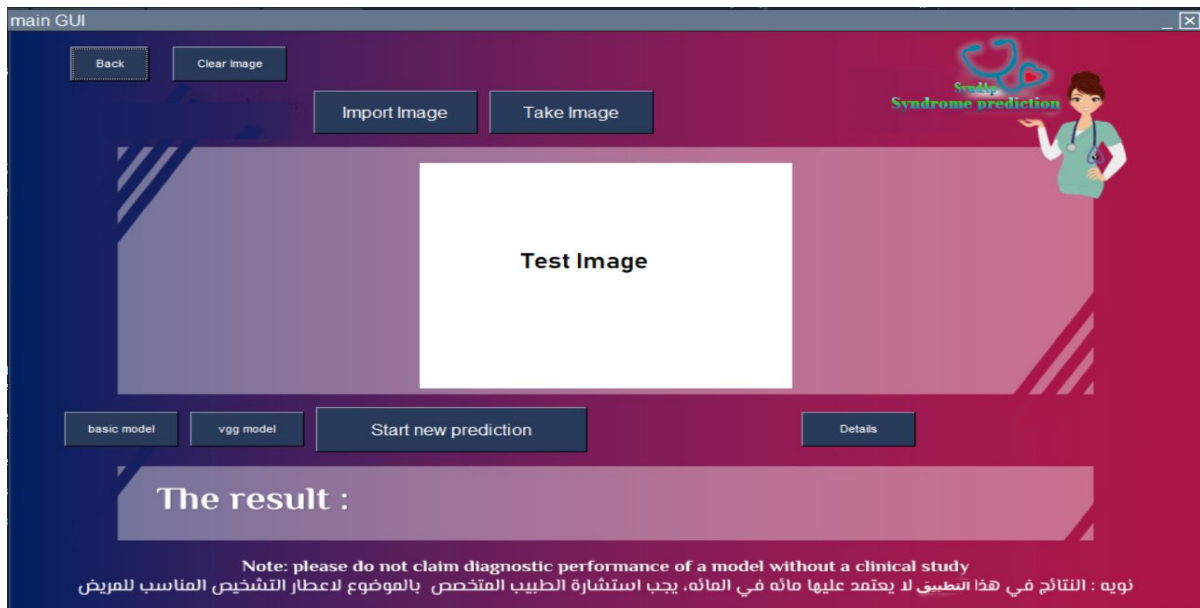 main GUI
Back
Clear Image
Import Image
Take Image
SyndAp
Syndrome prediction
Test Image
basic model
vgg model
Start new prediction
Details
The result :
Note: please do not claim diagnostic performance of a model without a clinical study
نويه : النتائج في هذا التطبيق لا يعتمد عليها مائه في المائه، يجب استشارة الطبيب المتخصص بالموضوع لاعطار التشخيص المناسب للمريض